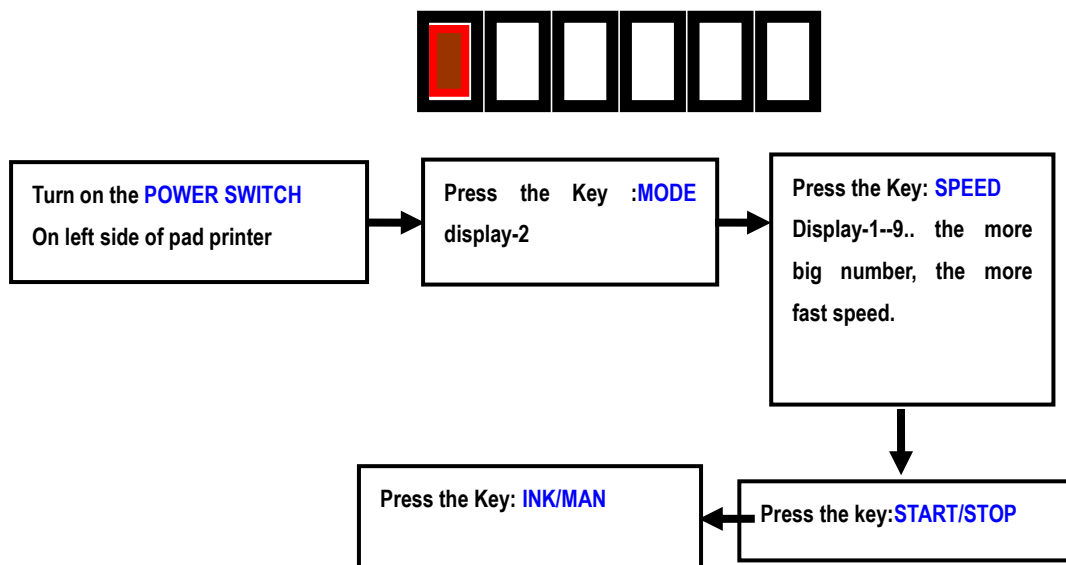 Turn on the POWER SWITCH
On left side of pad printer
Press the Key :MODE
display-2
Press the Key: SPEED
Display-1--9.. the more
big number, the more
fast speed.
Press the key:START/STOP
Press the Key: INK/MAN